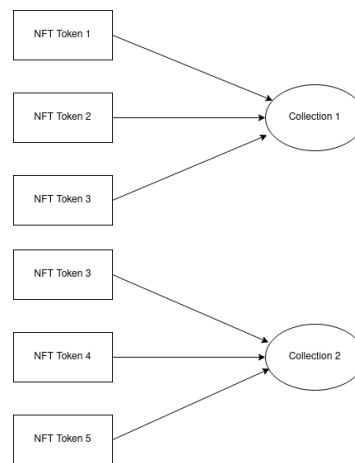 NFT Token 1
NFT Token 2
Collection 1
NFT Token 3
NFT Token 3
NFT Token 4
Collection 2
NFT Token 5